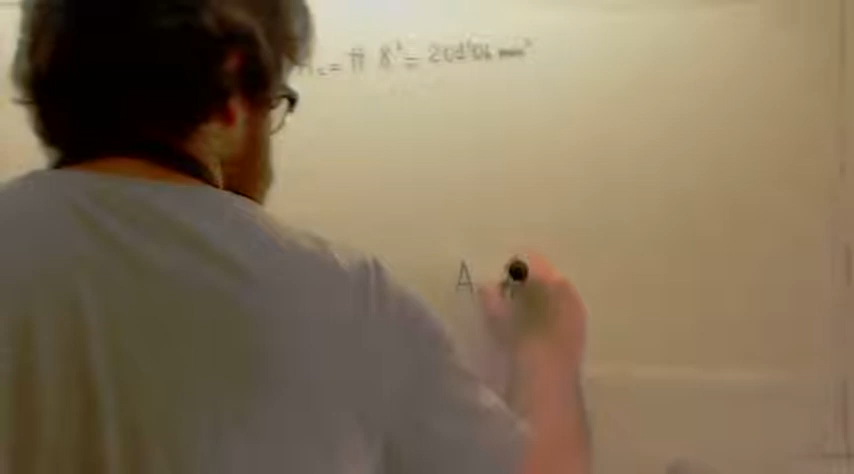 A꜀ = π 8² = 201'06 mm²
A